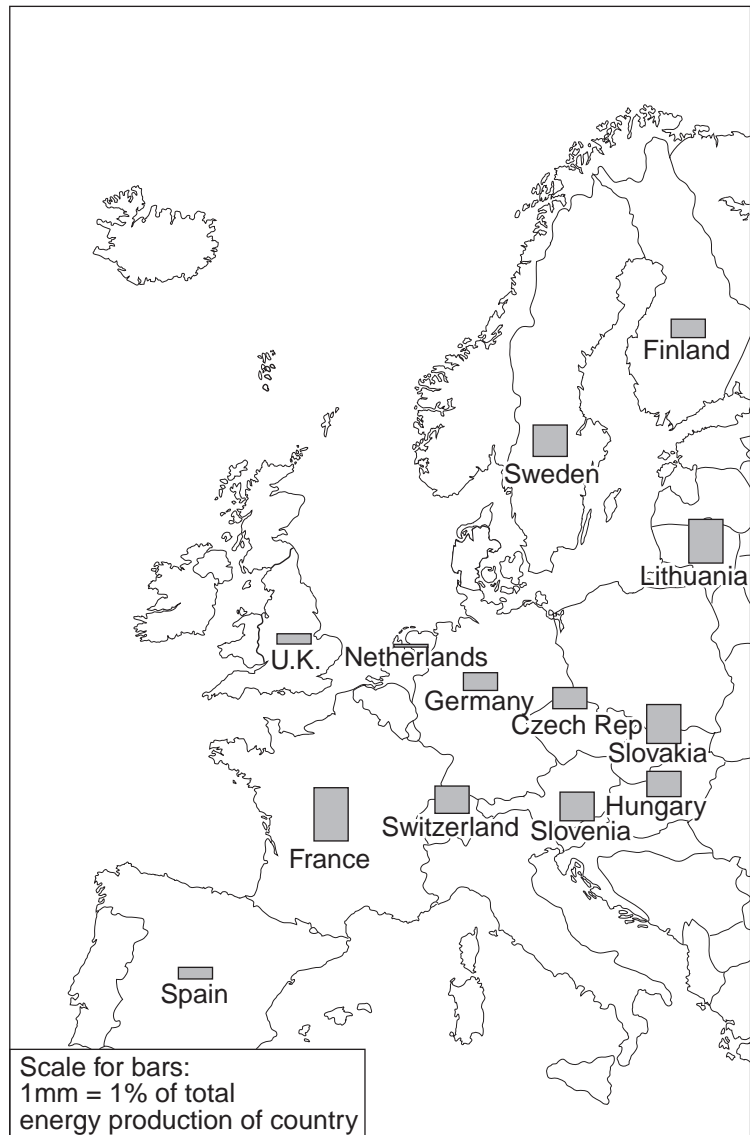 Finland
Sweden
Lithuania
U.K.
Netherlands
Germany
Czech Rep
Slovakia
Hungary
Switzerland
Slovenia
France
Spain
Scale for bars:
1mm = 1% of total
energy production of country